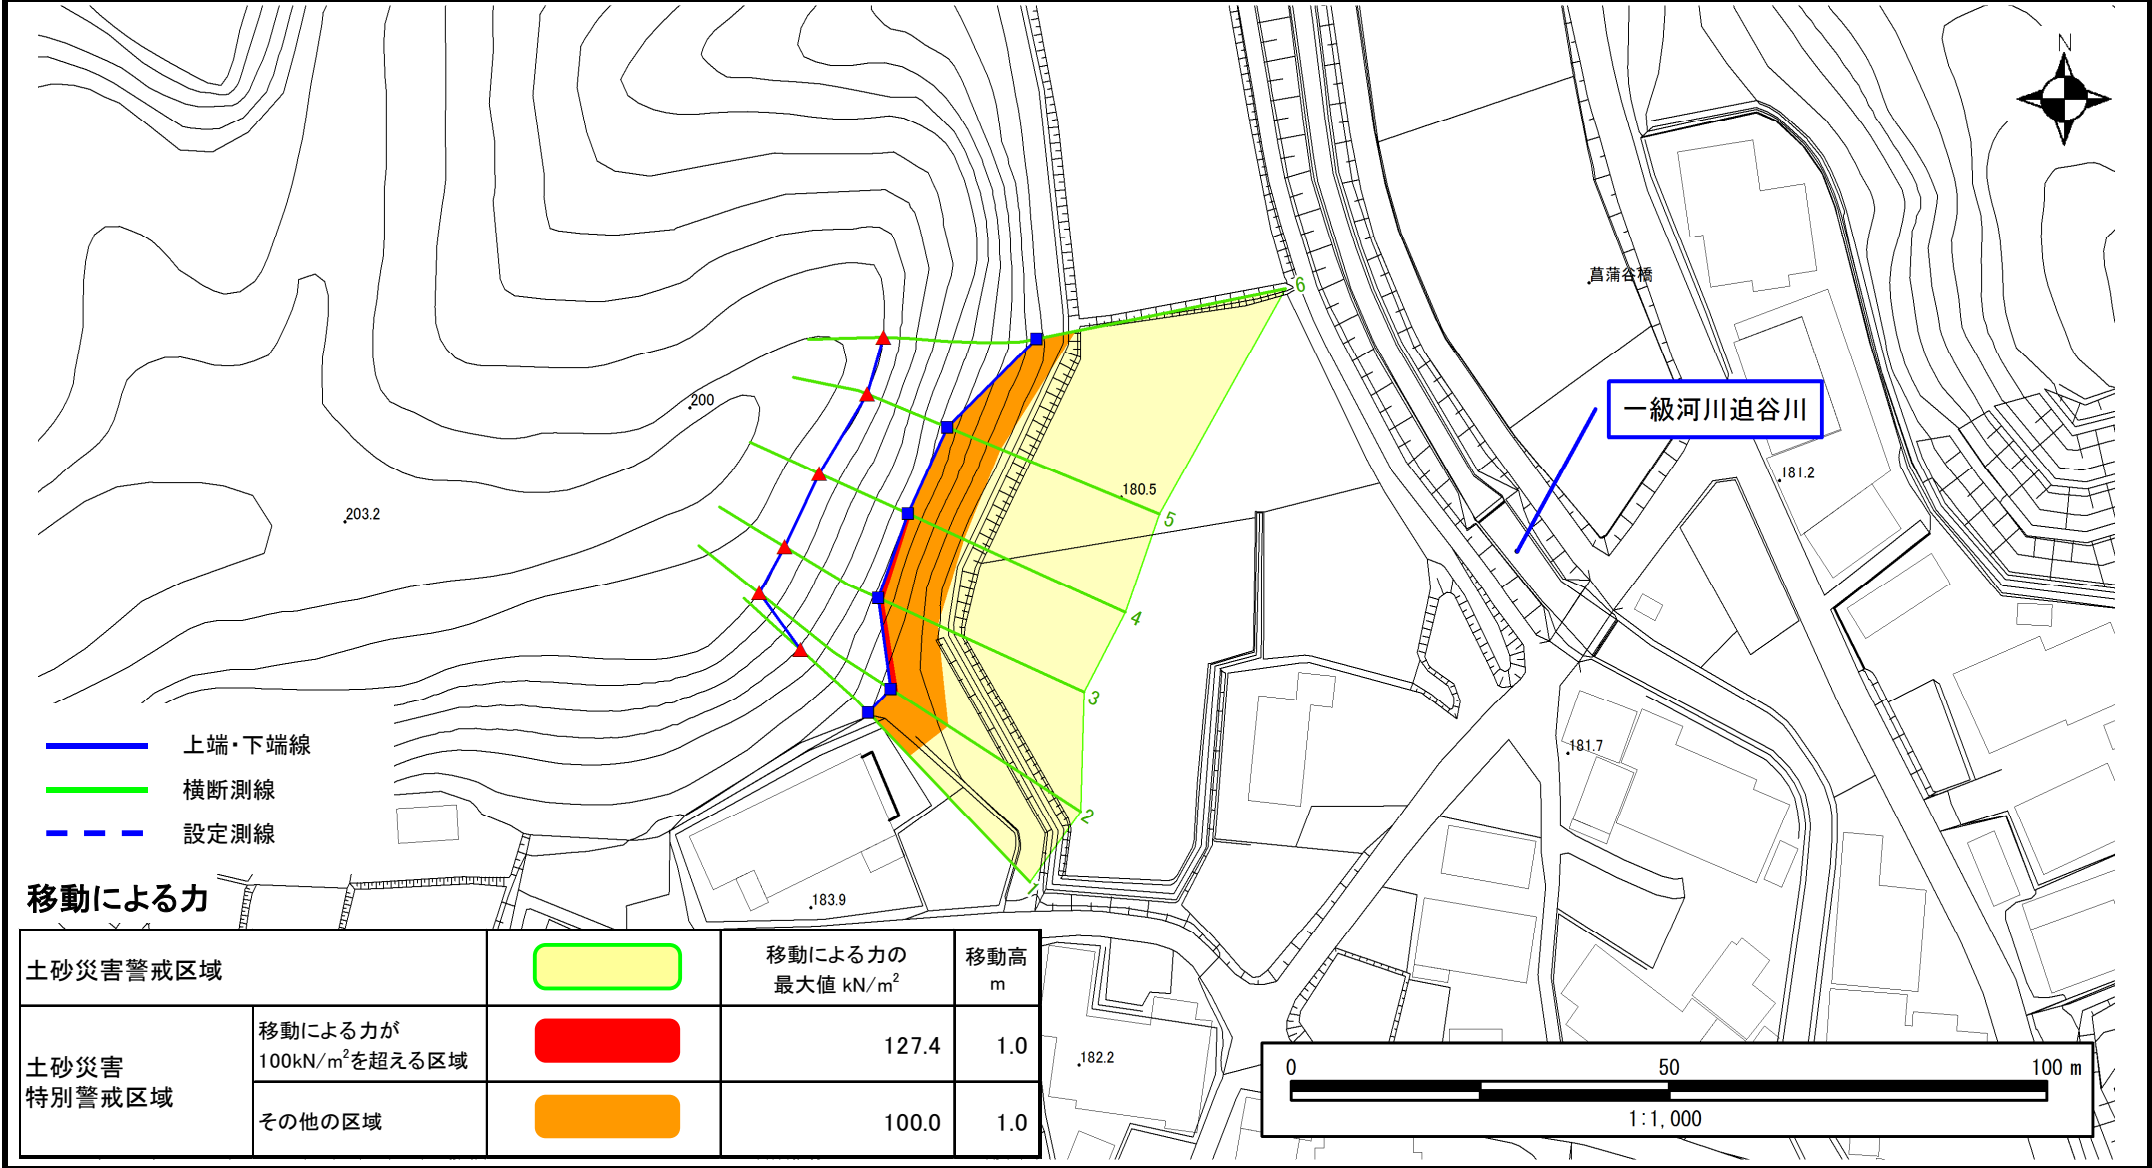 N
菖蒲谷橋
6
200
一級河川迫谷川
181.2
180.5
203.2
5
4
3
上端・下端線
横断測線
設定測線
181.7
2
1
183.9
移動による力
土砂災害警戒区域
移動による力の
最大値 kN/m²
移動高
m
土砂災害
特別警戒区域
移動による力が
100kN/m²を超える区域
127.4
1.0
その他の区域
100.0
1.0
182.2
0
50
100 m
1:1,000